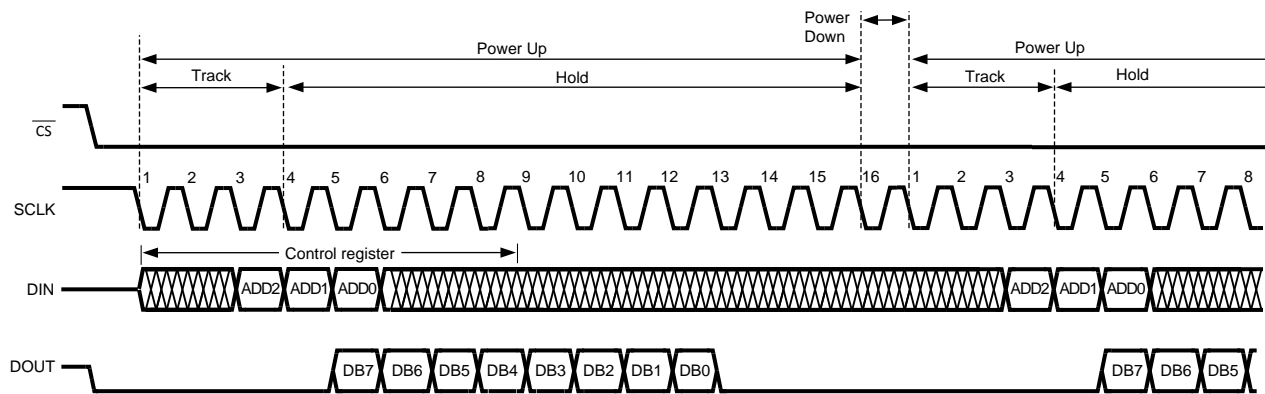 Power
Down
Power Up
Power Up
Track
Hold
Track
Hold
CS
1 2 3 4 5 6 7 8 9 10 11 12 13 14 15 16 1 2 3 4 5 6 7 8
SCLK
Control register
DIN
ADD2 ADD1 ADD0 ADD2 ADD1 ADD0
DOUT
DB7 DB6 DB5 DB4 DB3 DB2 DB1 DB0 DB7 DB6 DB5